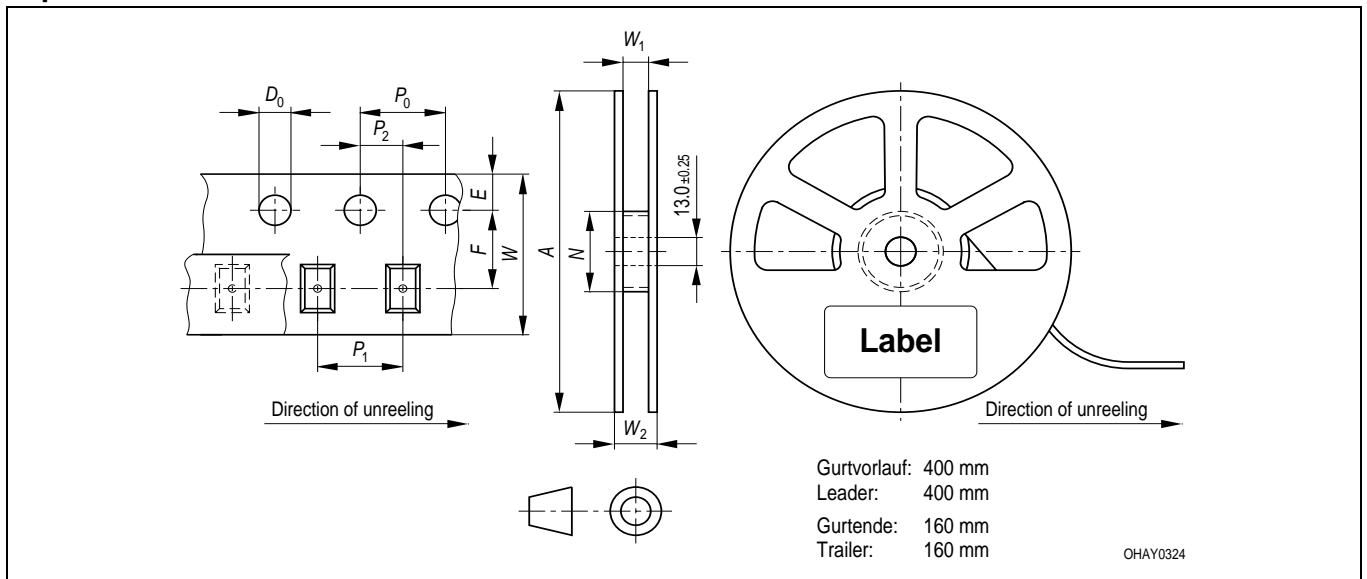 W1
D0
P0
P2
E
F
W
A
N
13.0 ±0.25
Label
P1
Direction of unreeling
W2
Direction of unreeling
Gurtvorlauf: 400 mm
Leader: 400 mm
Gurtende: 160 mm
Trailer: 160 mm
OHAY0324